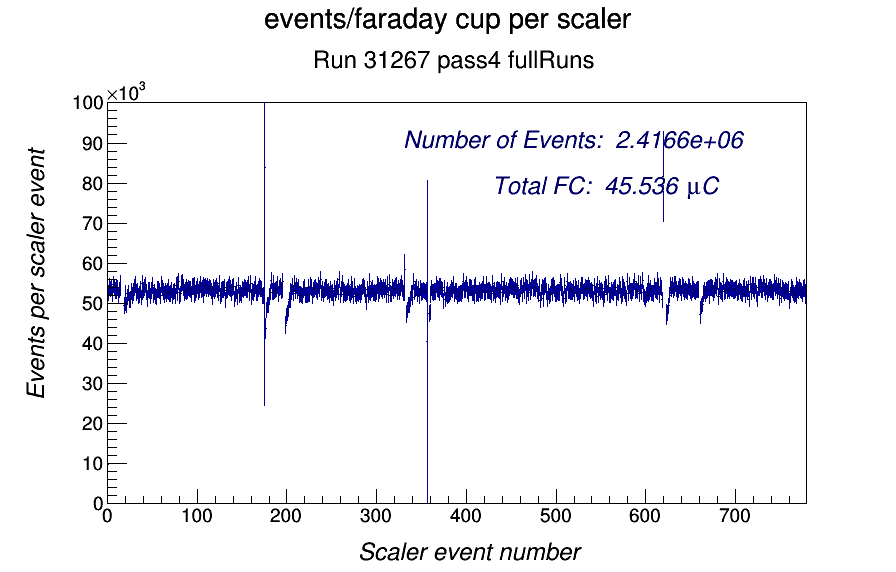 events/faraday cup per scaler
Run 31267 pass4 fullRuns
×10³
100
90
80
70
60
50
40
30
20
10
0
Events per scaler event
Number of Events: 2.4166e+06
Total FC: 45.536 μC
0 100 200 300 400 500 600 700
Scaler event number